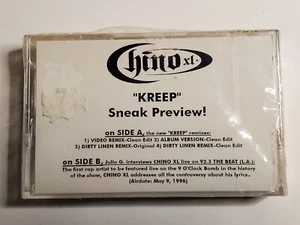 Chino XL
"KREEP"
Sneak Preview!
on SIDE A, the new "KREEP" remixes:
1) VIDEO REMIX-Clean Edit 2) ALBUM VERSION-Clean Edit
3) DIRTY LINEN REMIX-Original 4) DIRTY LINEN REMIX-Clean Edit
on SIDE B, Julio G. interviews CHINO XL live on 92.3 THE BEAT (L.A.):
The first rap artist to be featured live on the 9 O'Clock Bomb in the history
of the show, CHINO XL addresses all the controversy about his lyrics.
(Airdate: May 9, 1996)